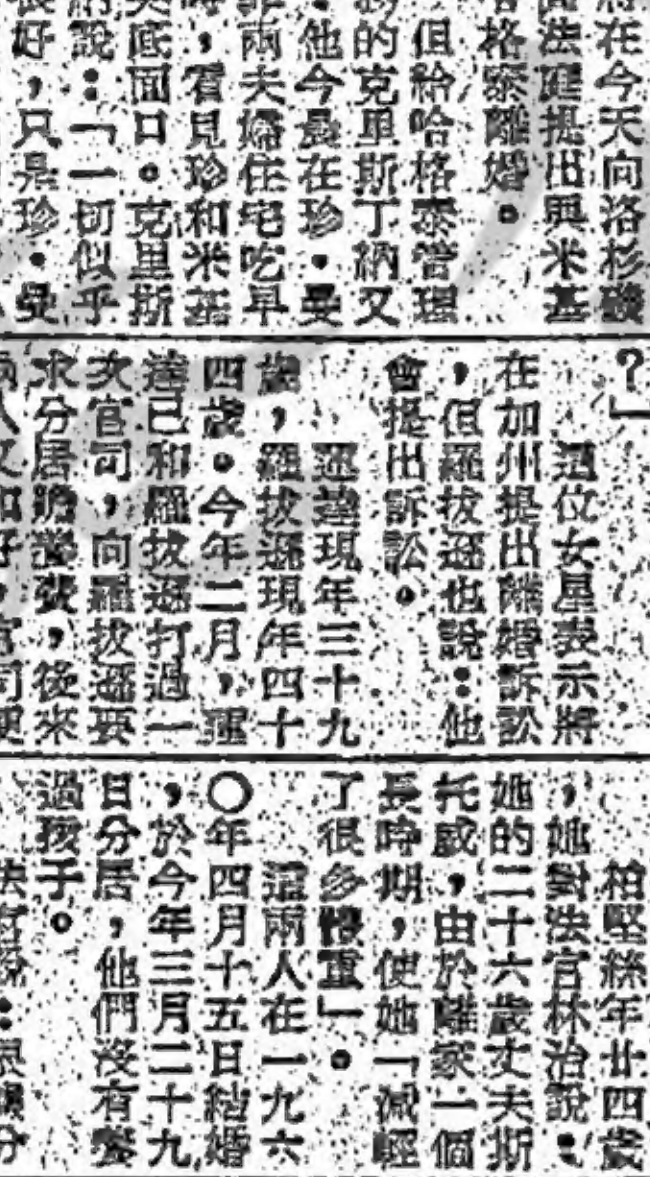 將在今天向洛杉磯
法庭提出與米基
哈格泰離婚。
但給哈格泰管理
的克里斯丁納又
他今晨在珍・曼
菲兩夫婦住宅吃早
時,看見珍和米基
底面口。克里斯
說:「一切似乎
很好,只是珍・曼
?」
這位女星表示將
在加州提出離婚訴訟
,但羅拔遜也說:他
會提出訴訟。
達現年三十九
歲,羅拔遜現年四十
四歲。今年二月,
達已和羅拔遜打過一
次官司,向羅拔遜要
求分居贍養費,後來
兩人又和好,官司便
柏堅絲年廿四歲
,她對法官林治說:
她的二十六歲丈夫斯
托威,由於離家一個
長時期,使她「減輕
了很多體重」。
這兩人在一九六
〇年四月十五日結婚
,於今年三月二十九
日分居,他們沒有養
過孩子。
法官說: